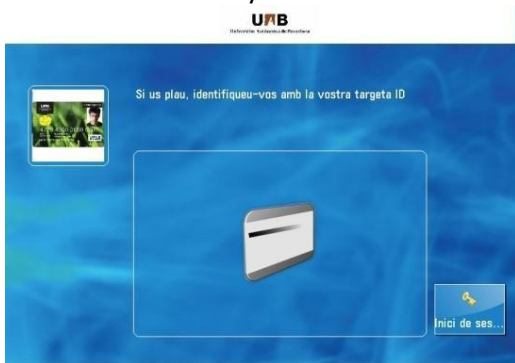 UAB
Universitat Autònoma de Barcelona
Si us plau, identifiqueu-vos amb la vostra targeta ID
Inici de ses...